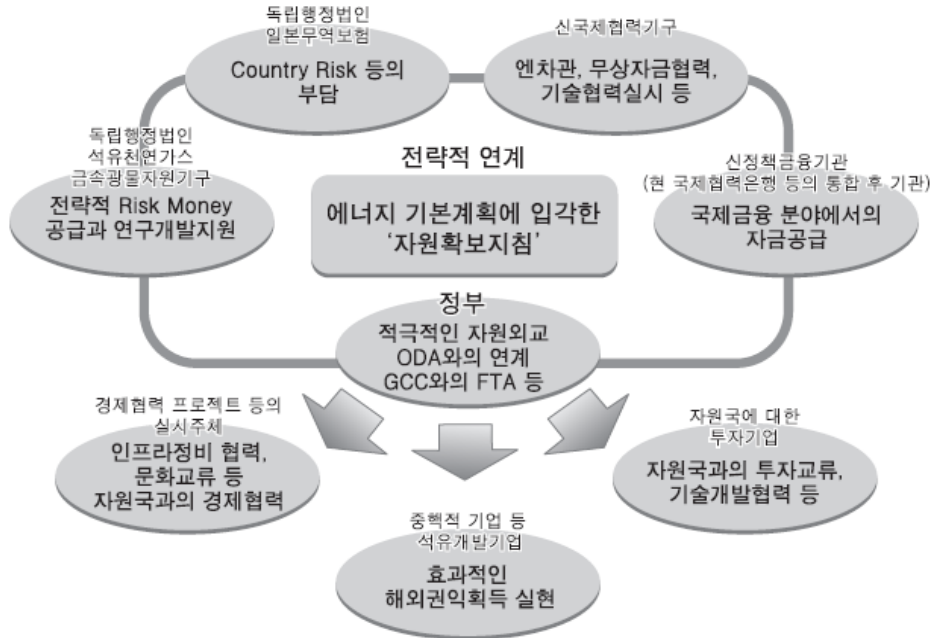 독립행정법인
일본무역보험
Country Risk 등의
부담
신국제협력기구
엔차관, 무상자금협력,
기술협력실시 등
독립행정법인
석유천연가스
금속광물자원기구
전략적 Risk Money
공급과 연구개발지원
전략적 연계
에너지 기본계획에 입각한
‘자원확보지침’
신정책금융기관
(현 국제협력은행 등의 통합 후 기관)
국제금융 분야에서의
자금공급
정부
적극적인 자원외교
ODA와의 연계
GCC와의 FTA 등
경제협력 프로젝트 등의
실시주체
인프라정비 협력,
문화교류 등
자원국과의 경제협력
자원국에 대한
투자기업
자원국과의 투자교류,
기술개발협력 등
중핵적 기업 등
석유개발기업
효과적인
해외권익획득 실현